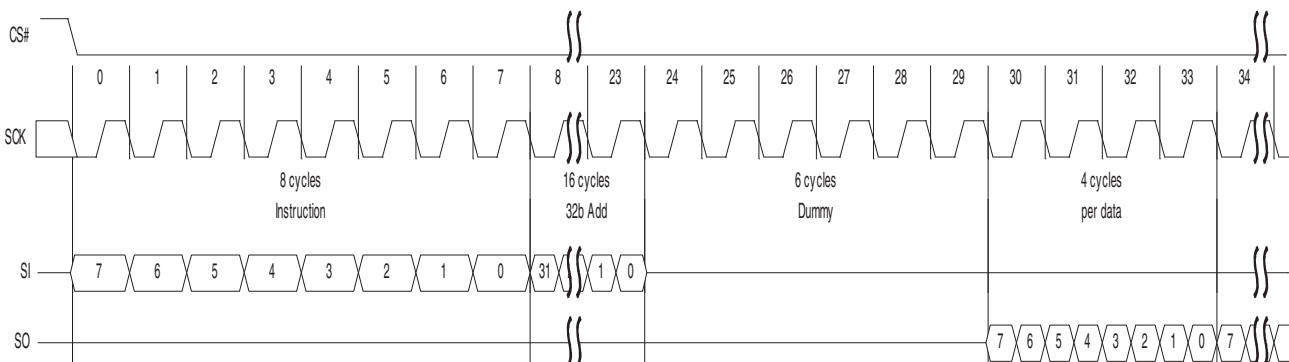 CS#
0 1 2 3 4 5 6 7 8 23 24 25 26 27 28 29 30 31 32 33 34
SCK
8 cycles 16 cycles 6 cycles 4 cycles
Instruction 32b Add Dummy per data
SI 7 6 5 4 3 2 1 0 31 1 0
SO 7 6 5 4 3 2 1 0 7